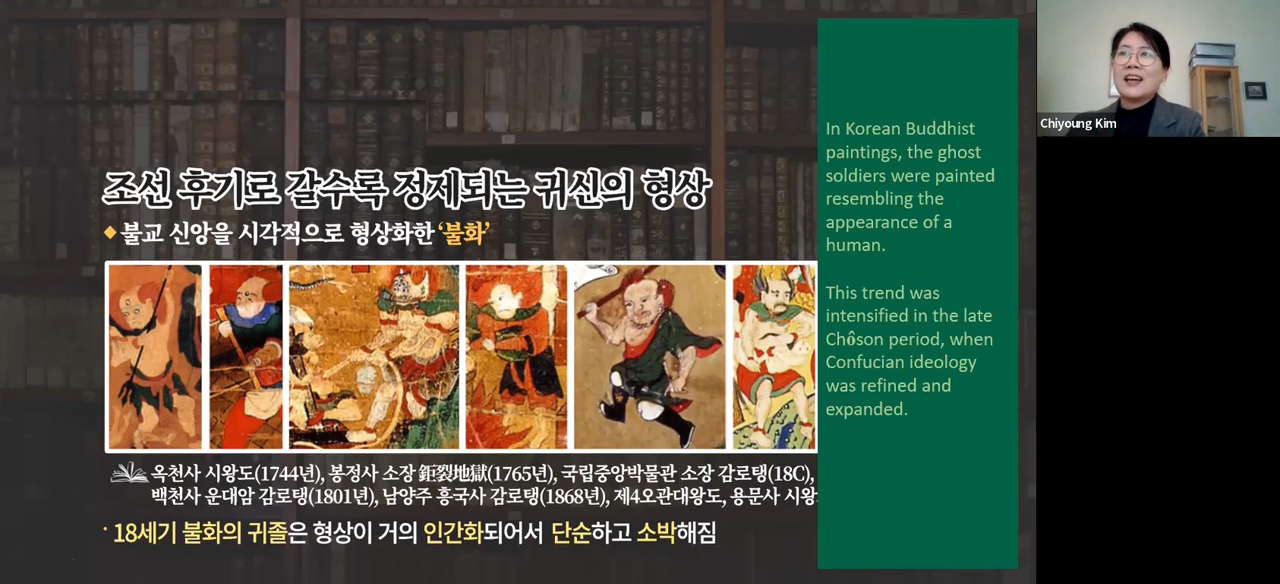 조선 후기로 갈수록 정제되는 귀신의 형상
◆불교 신앙을 시각적으로 형상화한 ‘불화’
옥천사 시왕도(1744년), 봉정사 소장 鉅裂地獄(1765년), 국립중앙박물관 소장 감로탱(18C),
백천사 운대암 감로탱(1801년), 남양주 흥국사 감로탱(1868년), 제4오관대왕도, 용문사 시왕
· 18세기 불화의 귀졸은 형상이 거의 인간화되어서 단순하고 소박해짐
In Korean Buddhist
paintings, the ghost
soldiers were painted
resembling the
appearance of a
human.
This trend was
intensified in the late
Chôson period, when
Confucian ideology
was refined and
expanded.
Chiyoung Kim